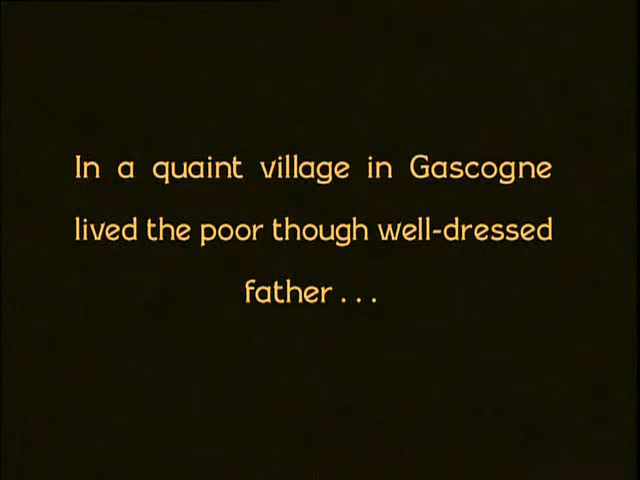 In a quaint village in Gascogne
lived the poor though well-dressed
father . . .